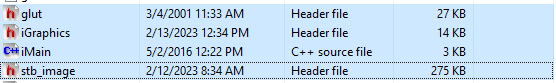 glut 3/4/2001 11:33 AM Header file 27 KB
iGraphics 2/13/2023 12:34 PM Header file 14 KB
iMain 5/2/2016 12:22 PM C++ source file 3 KB
stb_image 2/12/2023 8:34 AM Header file 275 KB